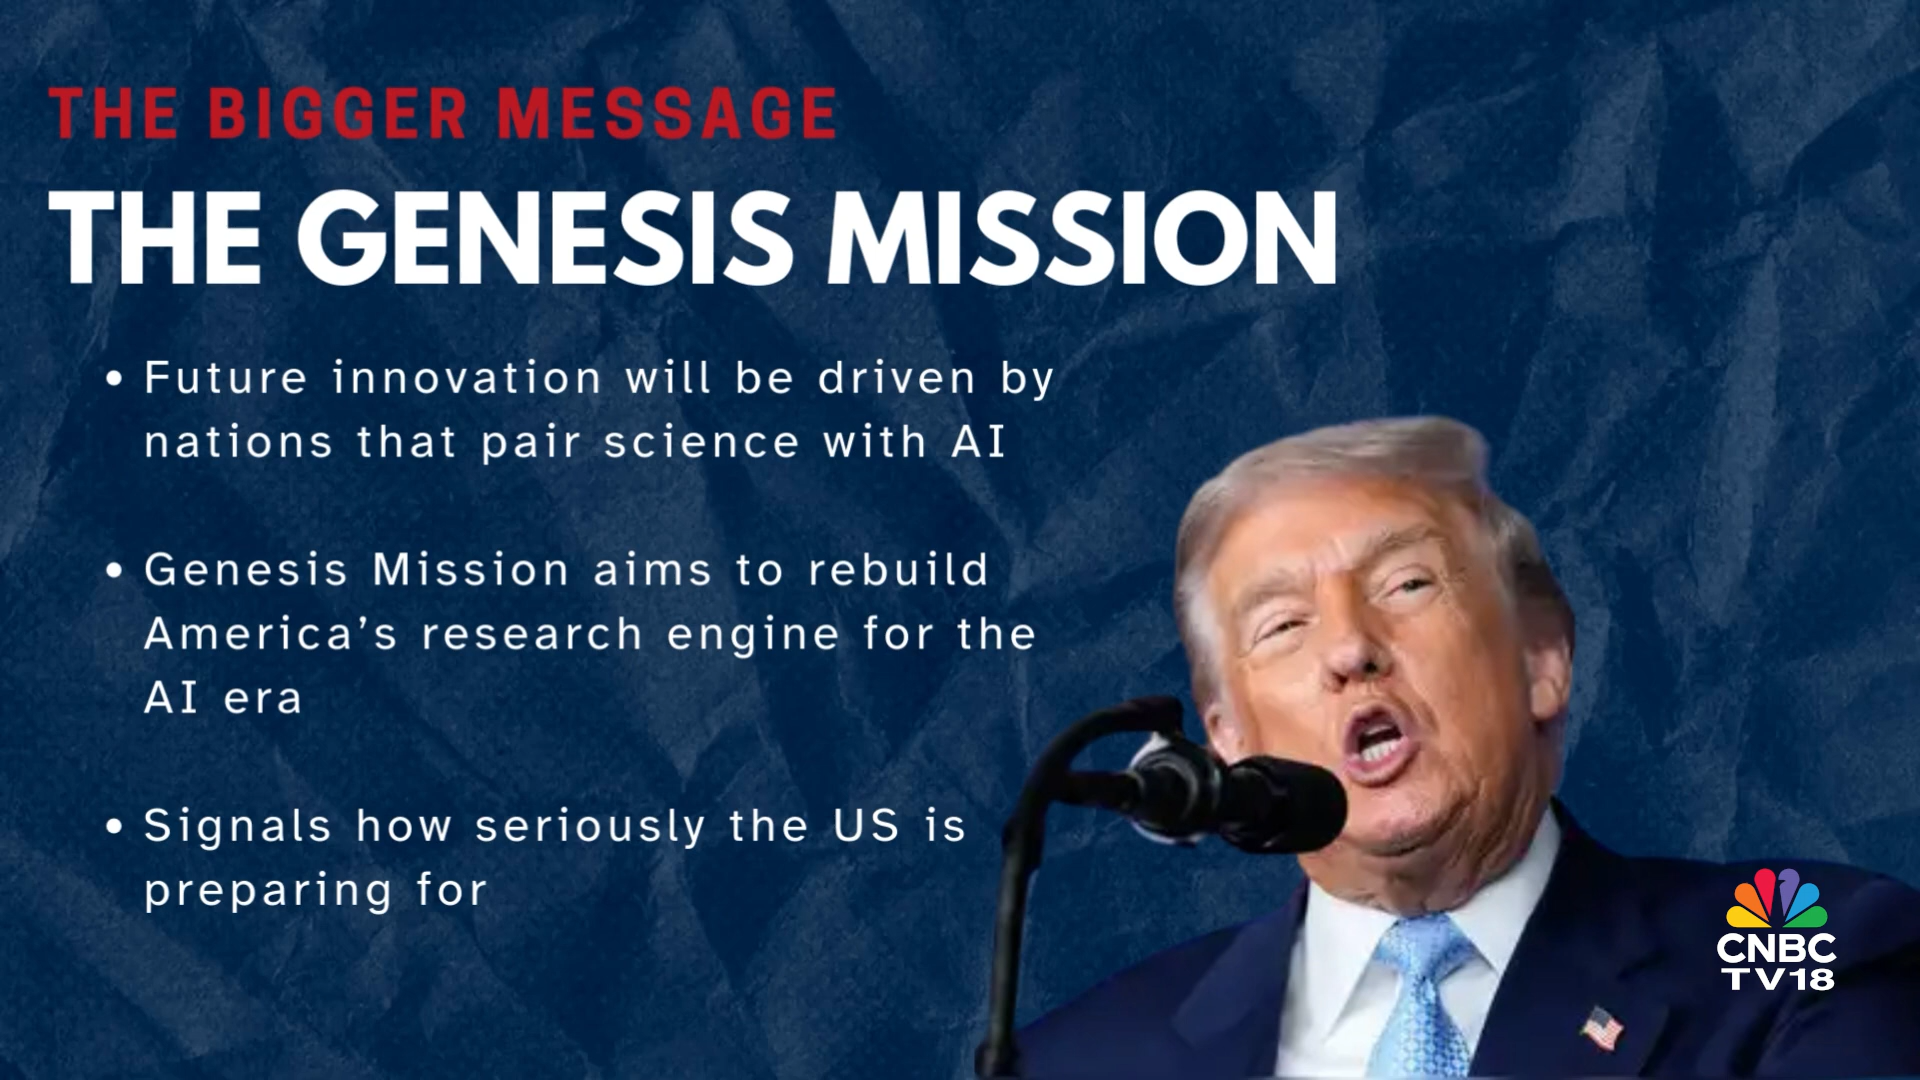 THE BIGGER MESSAGE
THE GENESIS MISSION
• Future innovation will be driven by
nations that pair science with AI
• Genesis Mission aims to rebuild
America’s research engine for the
AI era
• Signals how seriously the US is
preparing for
CNBC
TV18